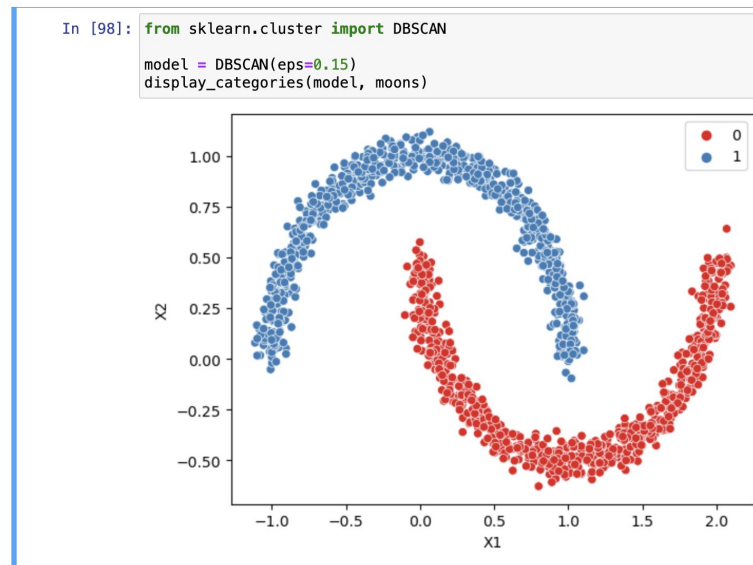 In [98]: from sklearn.cluster import DBSCAN
model = DBSCAN(eps=0.15)
display_categories(model, moons)
0
1
1.00
0.75
0.50
0.25
0.00
−0.25
−0.50
X2
−1.0 −0.5 0.0 0.5 1.0 1.5 2.0
X1